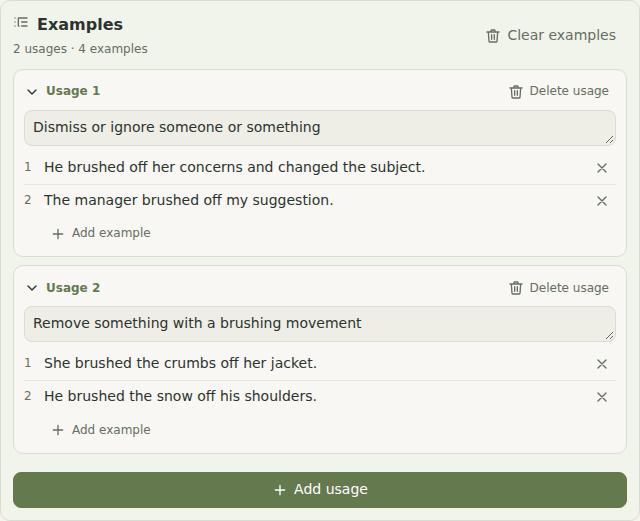 Examples
2 usages · 4 examples
Clear examples
Usage 1
Delete usage
Dismiss or ignore someone or something
1 He brushed off her concerns and changed the subject.
2 The manager brushed off my suggestion.
Add example
Usage 2
Delete usage
Remove something with a brushing movement
1 She brushed the crumbs off her jacket.
2 He brushed the snow off his shoulders.
Add example
Add usage